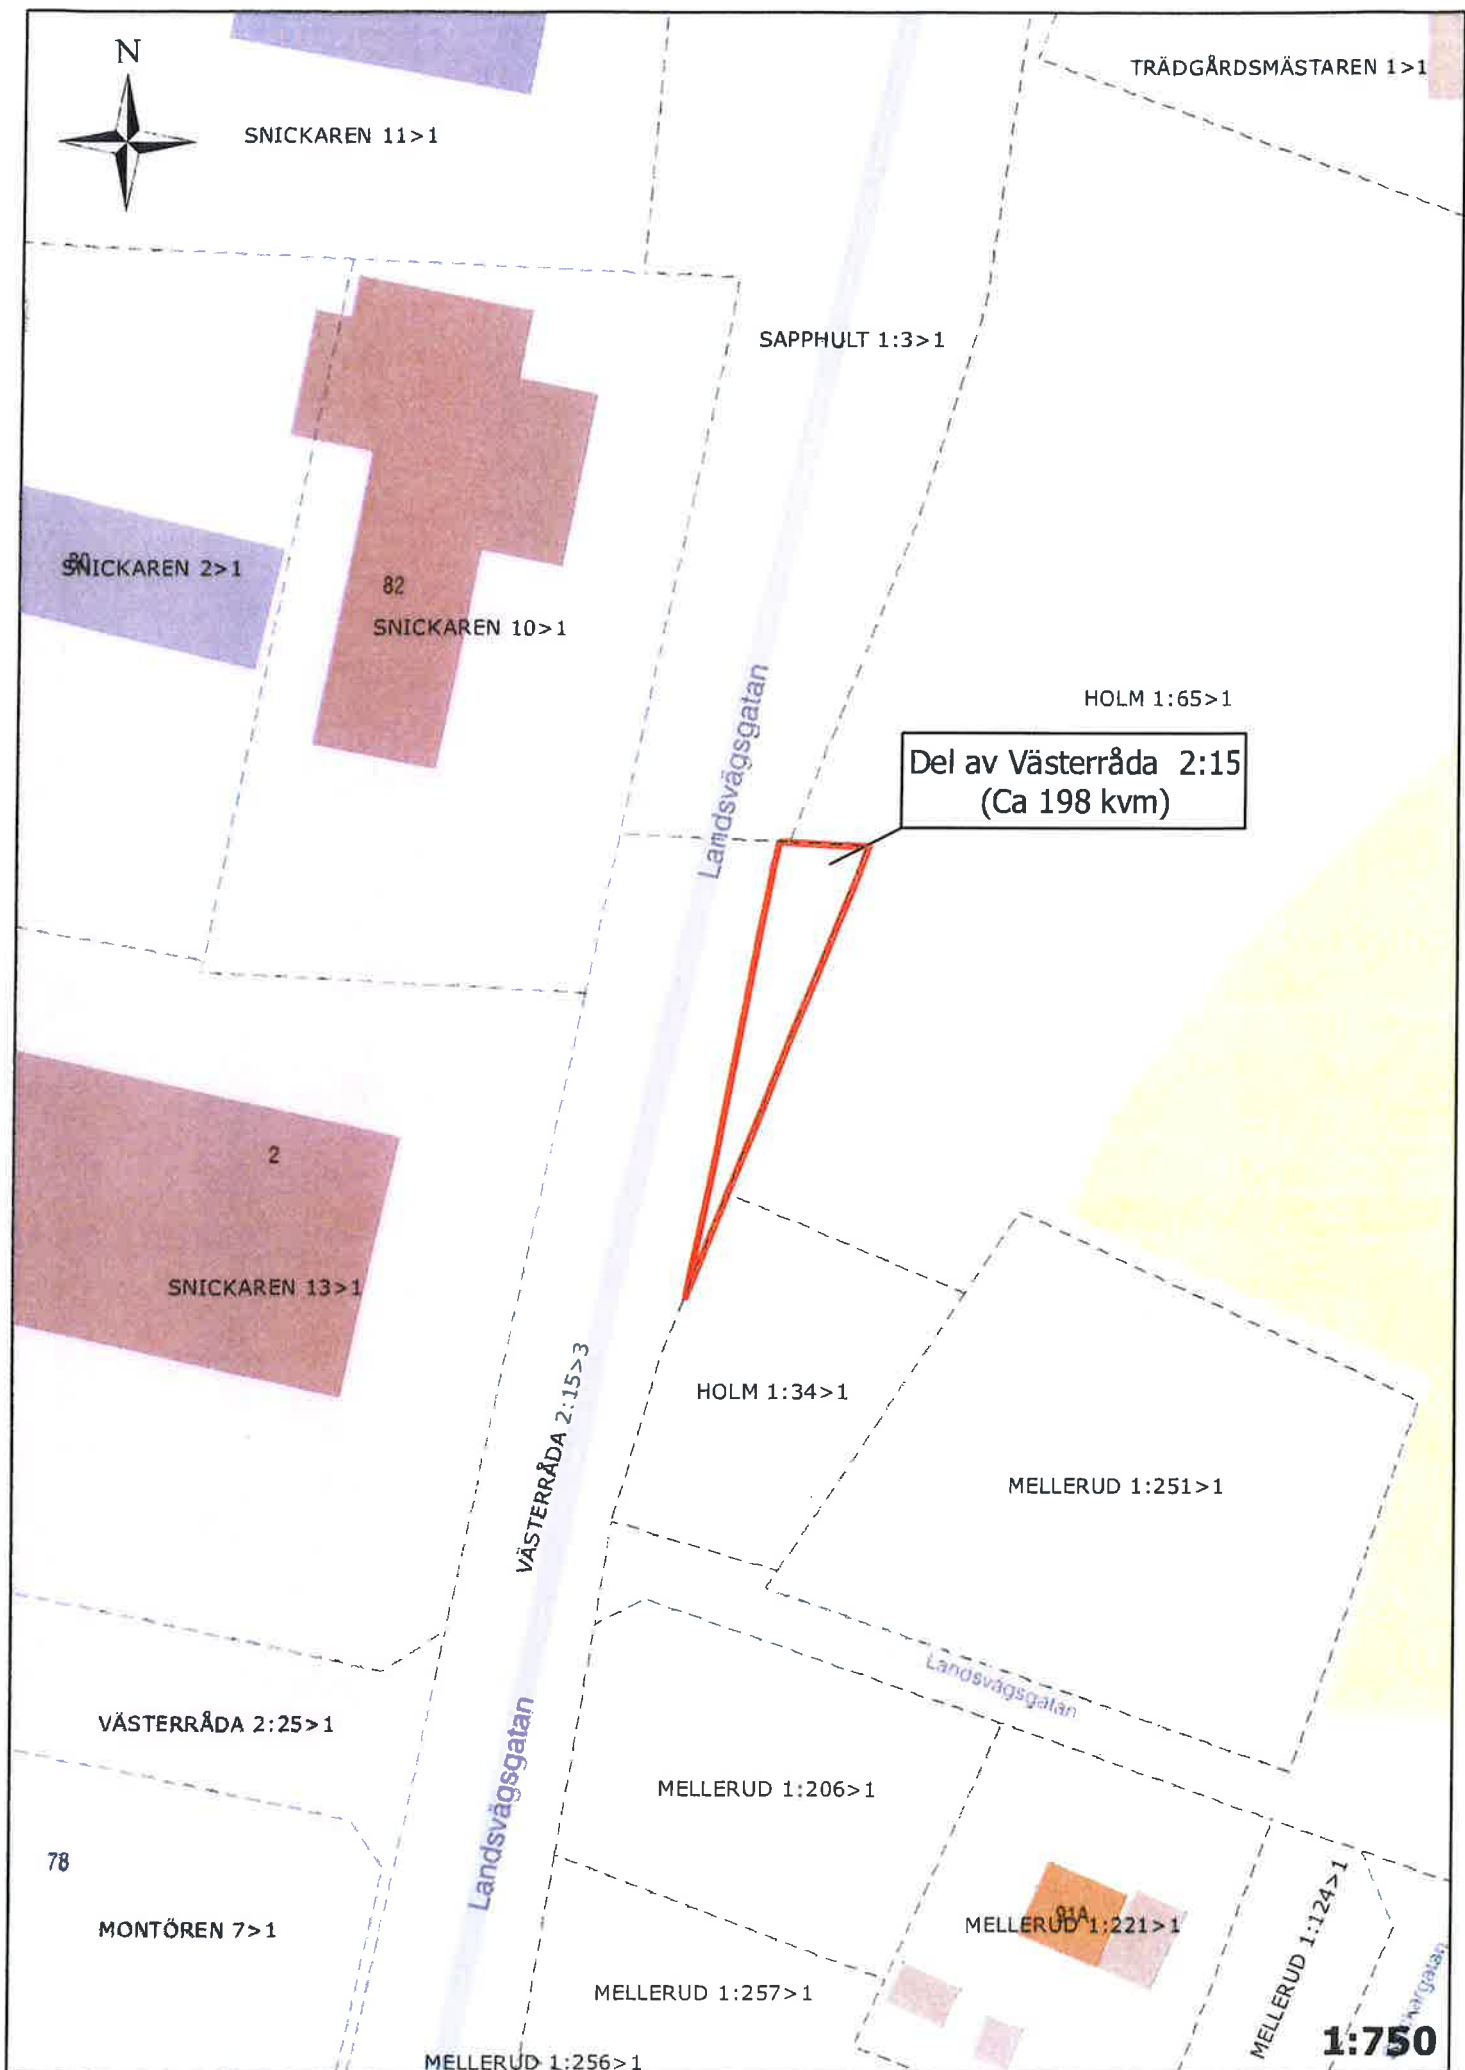 N
TRÄDGÅRDSMÄSTAREN 1>1
SNICKAREN 11>1
SAPPHULT 1:3>1
SNICKAREN 2>1
82
SNICKAREN 10>1
Landsvägsgatan
HOLM 1:65>1
Del av Västerråda 2:15
(Ca 198 kvm)
2
SNICKAREN 13>1
VÄSTERRÅDA 2:15>3
HOLM 1:34>1
MELLERUD 1:251>1
Landsvägsgatan
VÄSTERRÅDA 2:25>1
Landsvägsgatan
MELLERUD 1:206>1
78
MONTÖREN 7>1
91A
MELLERUD 1:221>1
MELLERUD 1:124>1
MELLERUD 1:257>1
MELLERUD 1:256>1
1:750